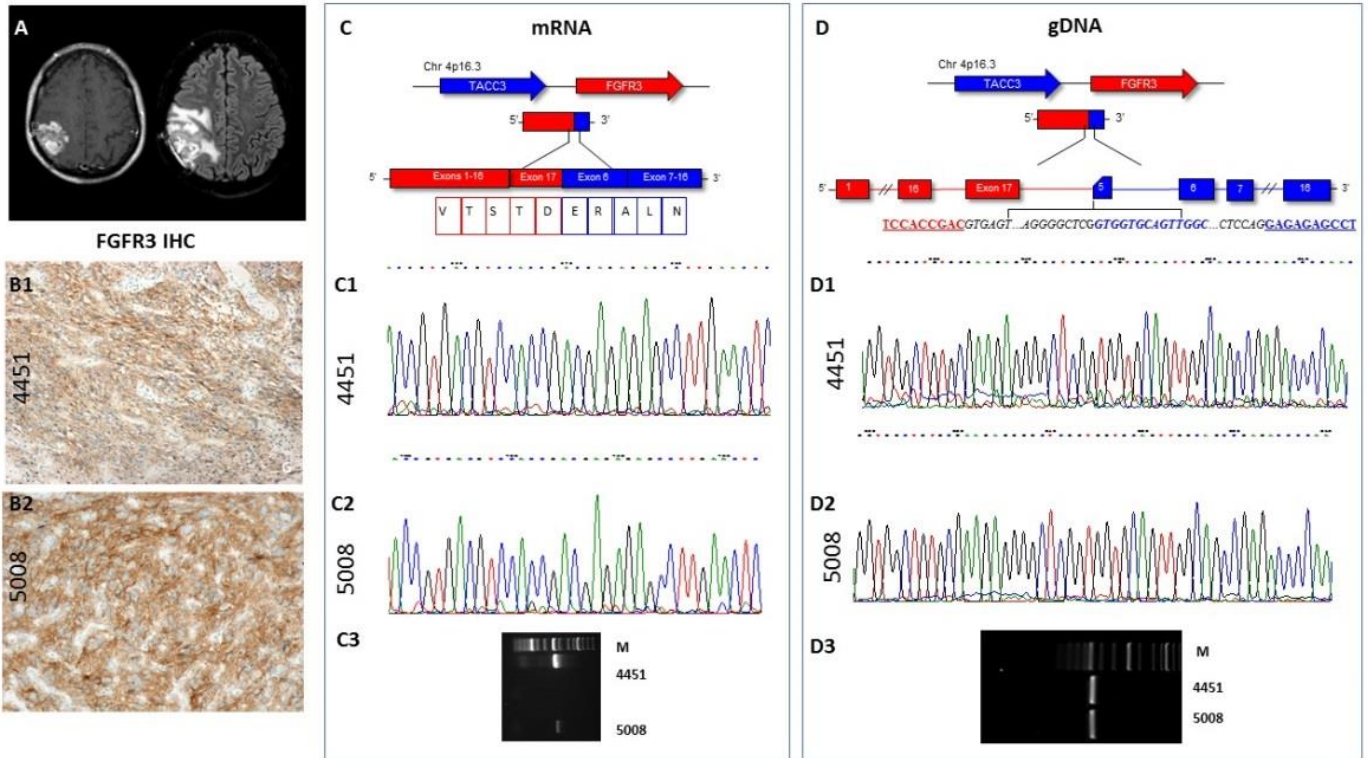 A
FGFR3 IHC
B1
4451
B2
5008
C
mRNA
Chr 4p16.3
TACC3
FGFR3
5'
3'
5'
Exons 1-16
Exon 17
Exon 6
Exon 7-16
3'
V T S T D E R A L N
C1
4451
C2
5008
C3
M
4451
5008
D
gDNA
Chr 4p16.3
TACC3
FGFR3
5'
3'
5'
1
16
Exon 17
5
6
7
16
3'
TCCACCGACGTGAGT...AGGGGCTCGGTGGTGCAGTTGGC...CTCCAGGAGAGAGCCT
D1
4451
D2
5008
D3
M
4451
5008